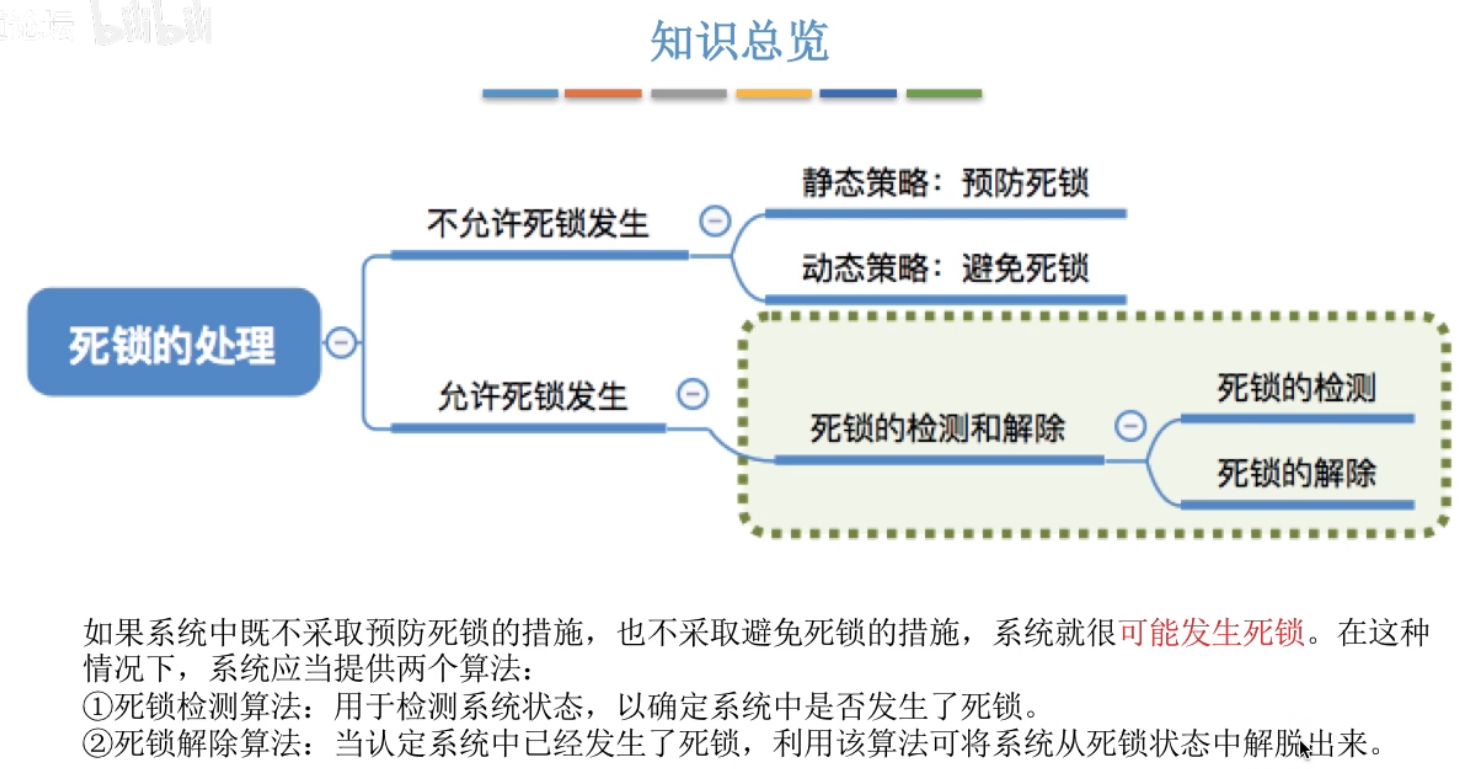 论坛 bilibili
知识总览
静态策略：预防死锁
不允许死锁发生
动态策略：避免死锁
死锁的处理
死锁的检测
允许死锁发生
死锁的检测和解除
死锁的解除
如果系统中既不采取预防死锁的措施，也不采取避免死锁的措施，系统就很可能发生死锁。在这种
情况下，系统应当提供两个算法：
①死锁检测算法：用于检测系统状态，以确定系统中是否发生了死锁。
②死锁解除算法：当认定系统中已经发生了死锁，利用该算法可将系统从死锁状态中解脱出来。